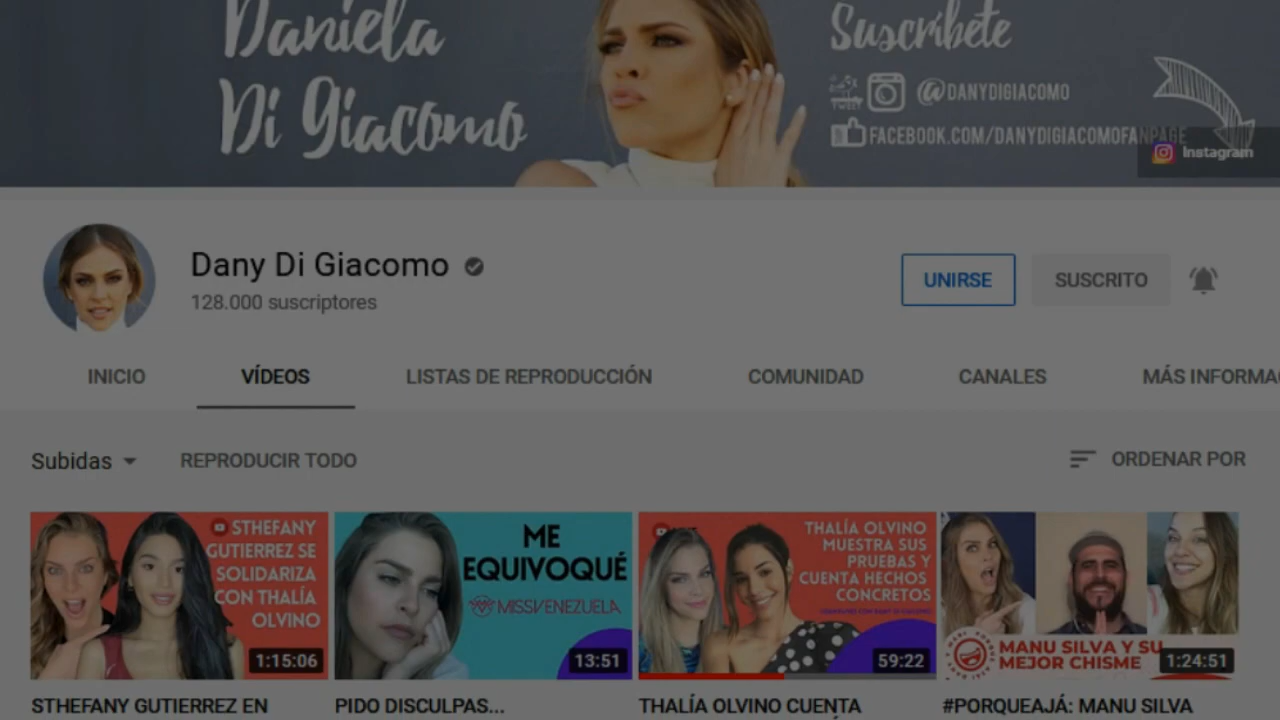 Daniela
Di Giacomo
Suscríbete
@DANYDIGIACOMO
FACEBOOK.COM/DANYDIGIACOMOFANPAGE
Instagram
Dany Di Giacomo
128.000 suscriptores
UNIRSE
SUSCRITO
INICIO
VÍDEOS
LISTAS DE REPRODUCCIÓN
COMUNIDAD
CANALES
MÁS INFORMA
Subidas
REPRODUCIR TODO
ORDENAR POR
STHEFANY
GUTIERREZ SE
SOLIDARIZA
CON THALÍA
OLVINO
1:15:06
ME
EQUIVOQUÉ
MISSVENEZUELA
13:51
THALÍA OLVINO
MUESTRA SUS
PRUEBAS Y
CUENTA HECHOS
CONCRETOS
59:22
MANU SILVA Y SU
MEJOR CHISME
1:24:51
STHEFANY GUTIERREZ EN
PIDO DISCULPAS...
THALÍA OLVINO CUENTA
#PORQUEAJÁ: MANU SILVA